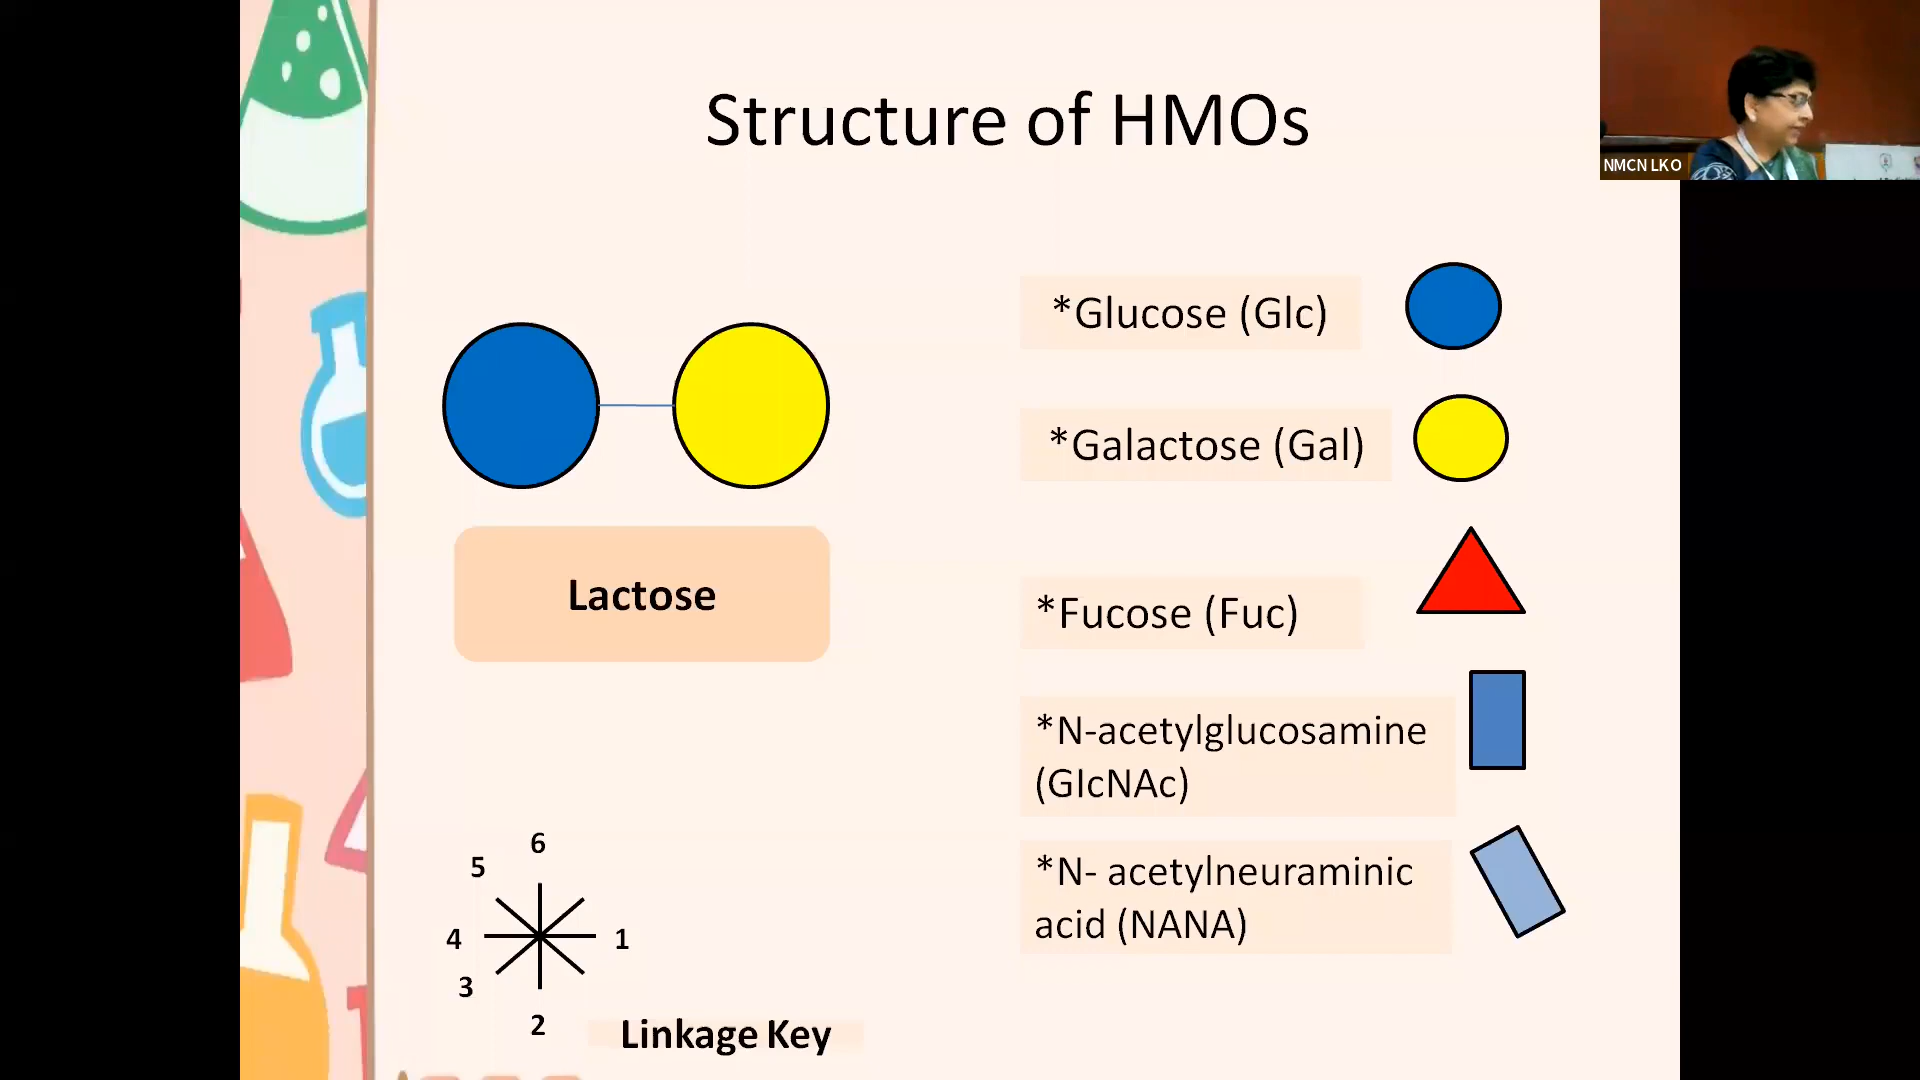 Structure of HMOs
NMCN LKO
*Glucose (Glc)
*Galactose (Gal)
Lactose
*Fucose (Fuc)
*N-acetylglucosamine
(GlcNAc)
*N- acetylneuraminic
acid (NANA)
6
5
4
1
3
2
Linkage Key